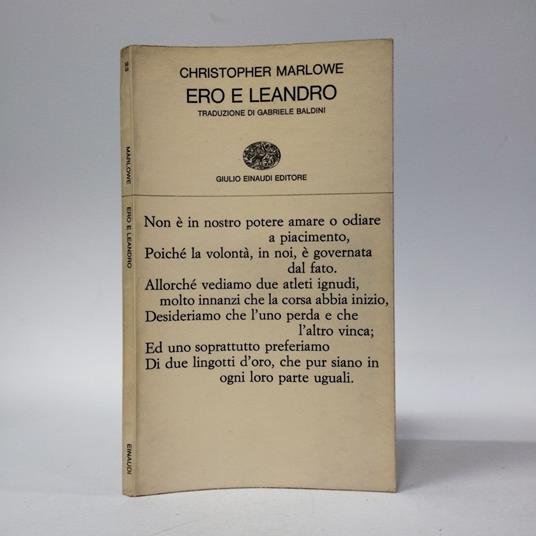 CHRISTOPHER MARLOWE
ERO E LEANDRO
TRADUZIONE DI GABRIELE BALDINI
GIULIO EINAUDI EDITORE
Non è in nostro potere amare o odiare
a piacimento,
Poiché la volontà, in noi, è governata
dal fato.
Allorché vediamo due atleti ignudi,
molto innanzi che la corsa abbia inizio,
Desideriamo che l'uno perda e che
l'altro vinca;
Ed uno soprattutto preferiamo
Di due lingotti d'oro, che pur siano in
ogni loro parte uguali.
MARLOWE
ERO E LEANDRO
EINAUDI